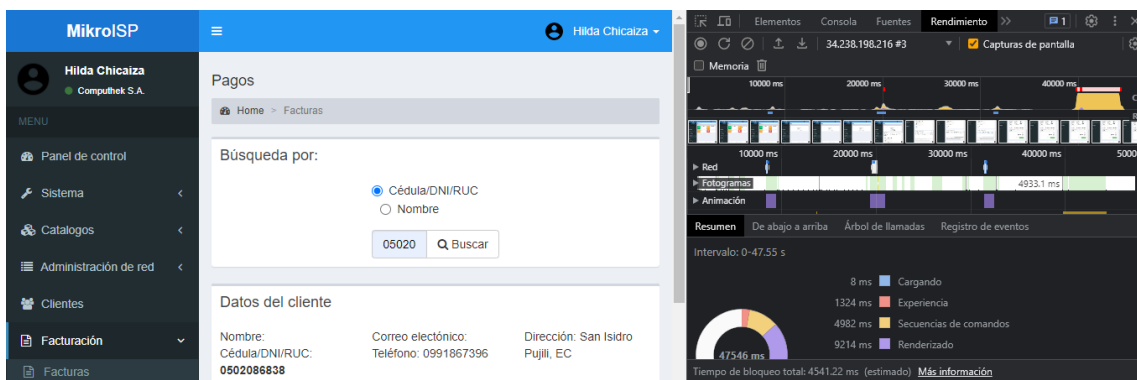 MikroISP
Hilda Chicaiza
Hilda Chicaiza
Computhek S.A.
MENU
Panel de control
Sistema
Catalogos
Administración de red
Clientes
Facturación
Facturas
Pagos
Home > Facturas
Búsqueda por:
Cédula/DNI/RUC
Nombre
05020
Buscar
Datos del cliente
Nombre:
Cédula/DNI/RUC:
0502086838
Correo electónico:
Teléfono: 0991867396
Dirección: San Isidro
Pujili, EC
Elementos Consola Fuentes Rendimiento 1
34.238.198.216 #3 Capturas de pantalla
Memoria
10000 ms 20000 ms 30000 ms 40000 ms
10000 ms 20000 ms 30000 ms 40000 ms 5000
Red
Fotogramas 4933.1 ms
Animación
Resumen De abajo a arriba Árbol de llamadas Registro de eventos
Intervalo: 0-47.55 s
8 ms Cargando
1324 ms Experiencia
4982 ms Secuencias de comandos
9214 ms Renderizado
47546 ms
Tiempo de bloqueo total: 4541.22 ms (estimado) Más información